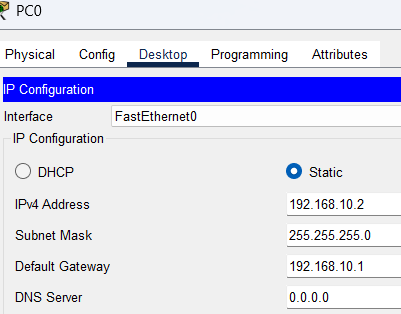 PC0
Physical Config Desktop Programming Attributes
IP Configuration
Interface FastEthernet0
IP Configuration
DHCP Static
IPv4 Address 192.168.10.2
Subnet Mask 255.255.255.0
Default Gateway 192.168.10.1
DNS Server 0.0.0.0